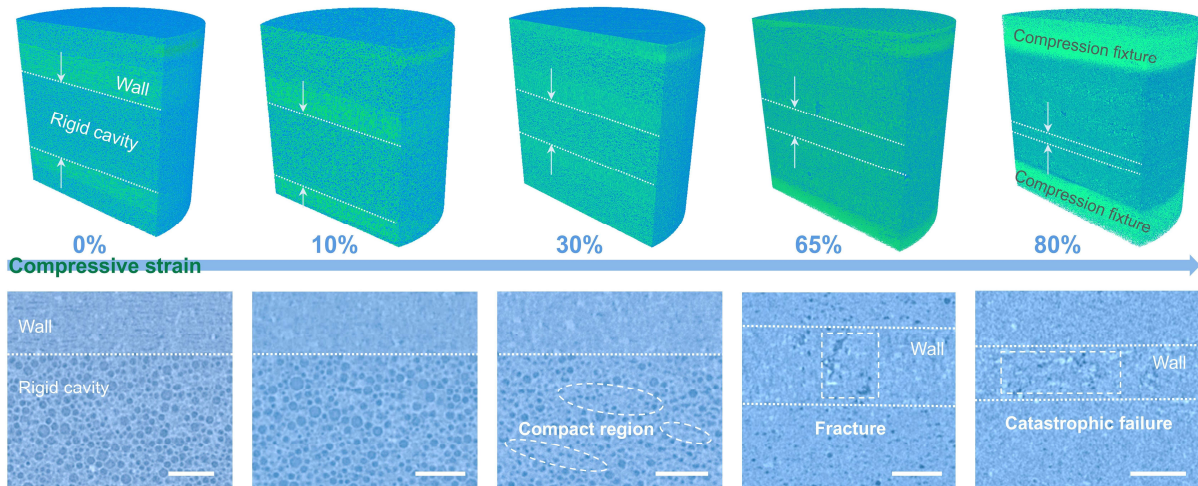 Wall
Rigid cavity
Compression fixture
Compression fixture
0%
10%
30%
65%
80%
Compressive strain
Wall
Rigid cavity
Compact region
Wall
Fracture
Wall
Catastrophic failure